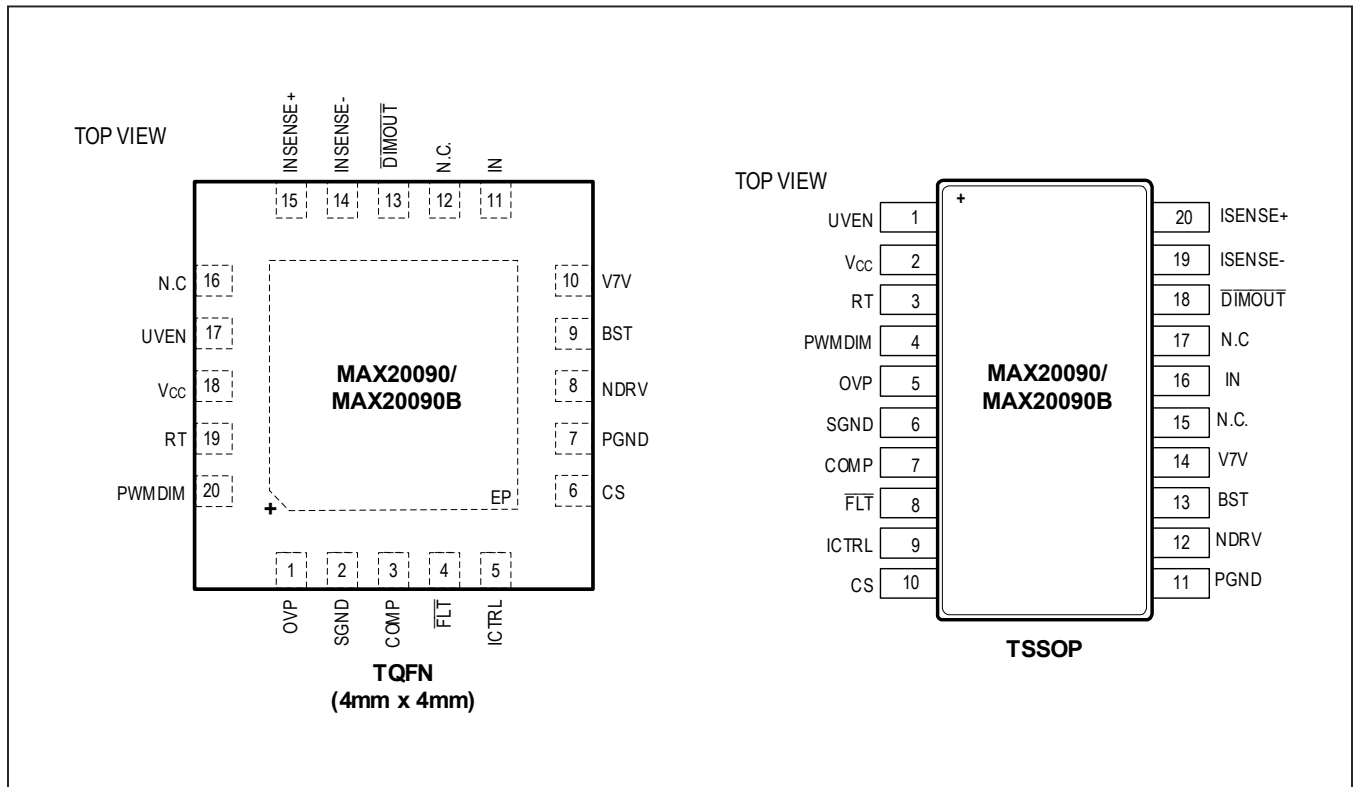 TOP VIEW
INSENSE+
INSENSE-
DIMOUT
N.C.
IN
15 14 13 12 11
N.C 16
UVEN 17
VCC 18
RT 19
PWMDIM 20
10 V7V
9 BST
8 NDRV
7 PGND
6 CS
MAX20090/
MAX20090B
EP
+
1 2 3 4 5
OVP
SGND
COMP
FLT
ICTRL
TQFN
(4mm x 4mm)
TOP VIEW
+
UVEN 1
VCC 2
RT 3
PWMDIM 4
OVP 5
SGND 6
COMP 7
FLT 8
ICTRL 9
CS 10
MAX20090/
MAX20090B
20 ISENSE+
19 ISENSE-
18 DIMOUT
17 N.C
16 IN
15 N.C.
14 V7V
13 BST
12 NDRV
11 PGND
TSSOP